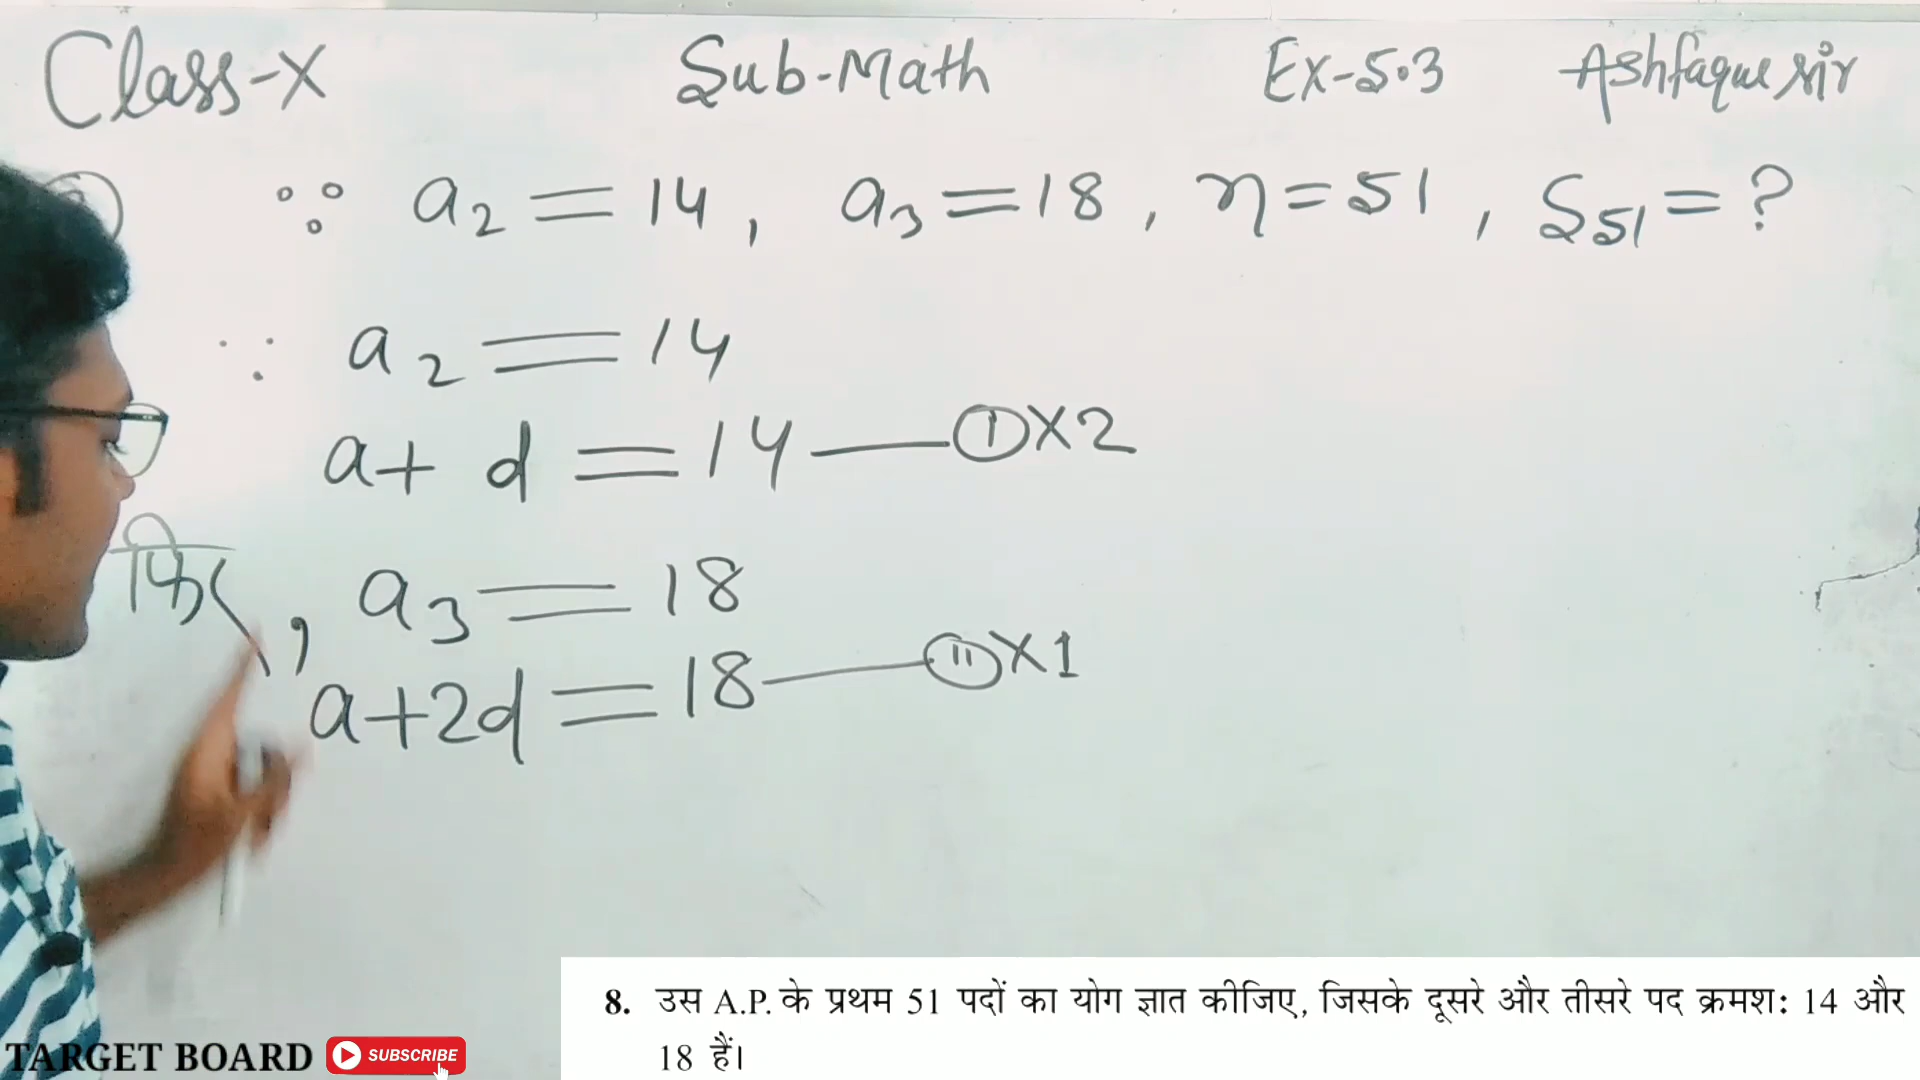 Class-X Sub-Math Ex-5.3 Ashfaque sir
∵ a₂ = 14, a₃ = 18, n = 51, S₅₁ = ?
∵ a₂ = 14
a + d = 14 — (I) × 2
फिर, a₃ = 18
a + 2d = 18 — (II) × 1
8. उस A.P. के प्रथम 51 पदों का योग ज्ञात कीजिए, जिसके दूसरे और तीसरे पद क्रमश: 14 और
18 हैं।
TARGET BOARD SUBSCRIBE